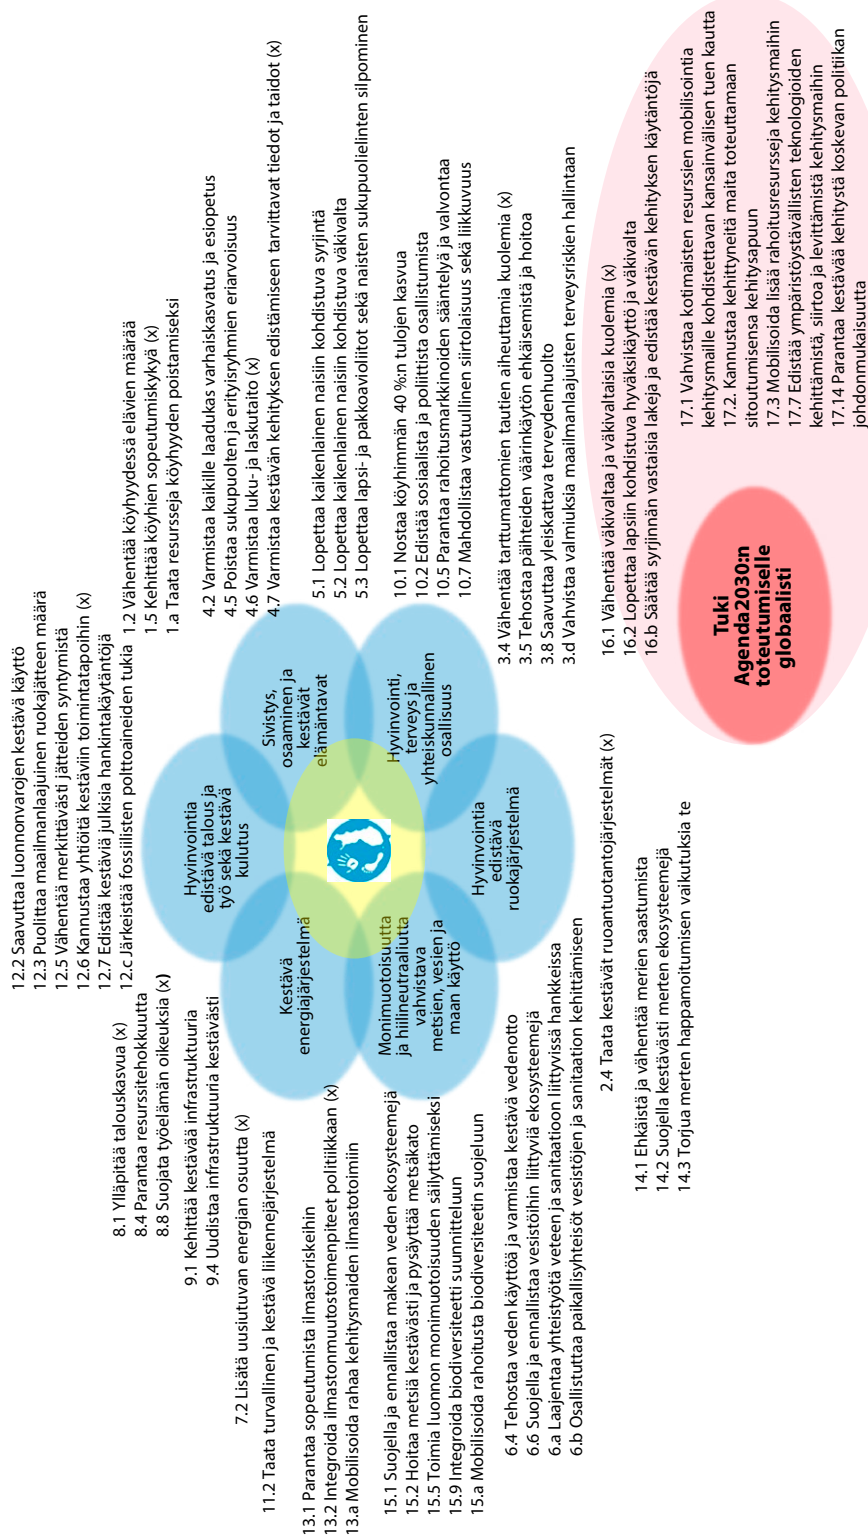 12.2 Saavuttaa luonnonvarojen kestävä käyttö
12.3 Puolittaa maailmanlaajuinen ruokajätteen määrä
12.5 Vähentää merkittävästi jätteiden syntymistä
12.6 Kannustaa yhtiöitä kestäviin toimintatapoihin (x)
12.7 Edistää kestäviä julkisia hankintakäytäntöjä
12.c Järkeistää fossiilisten polttoaineiden tukia
8.1 Ylläpitää talouskasvua (x)
8.4 Parantaa resurssitehokkuutta
8.8 Suojata työelämän oikeuksia (x)
9.1 Kehittää kestävää infrastruktuuria
9.4 Uudistaa infrastruktuuria kestävästi
7.2 Lisätä uusiutuvan energian osuutta (x)
11.2 Taata turvallinen ja kestävä liikennejärjestelmä
13.1 Parantaa sopeutumista ilmastoriskeihin
13.2 Integroida ilmastonmuutostoimenpiteet politiikkaan (x)
13.a Mobilisoida rahaa kehitysmaiden ilmastotoimiin
15.1 Suojella ja ennallistaa makean veden ekosysteemejä
15.2 Hoitaa metsiä kestävästi ja pysäyttää metsäkato
15.5 Toimia luonnon monimuotoisuuden säilyttämiseksi
15.9 Integroida biodiversiteetti suunnitteluun
15.a Mobilisoida rahoitusta biodiversiteetin suojeluun
6.4 Tehostaa veden käyttöä ja varmistaa kestävä vedenotto
6.6 Suojella ja ennallistaa vesistöihin liittyviä ekosysteemejä
6.a Laajentaa yhteistyötä veteen ja sanitaatioon liittyvissä hankkeissa
6.b Osallistuttaa paikallisyhteisöt vesistöjen ja sanitaation kehittämiseen
2.4 Taata kestävät ruoantuotantojärjestelmät (x)
14.1 Ehkäistä ja vähentää merien saastumista
14.2 Suojella kestävästi merten ekosysteemejä
14.3 Torjua merten happamoitumisen vaikutuksia te
Hyvinvointia
edistävä talous ja
työ sekä kestävä
kulutus
Kestävä
energiajärjestelmä
Sivistys,
osaaminen ja
kestävät
elämäntavat
Monimuotoisuutta
ja hiilineutraaliutta
vahvistava
metsien, vesien ja
maan käyttö
Hyvinvointi,
terveys ja
yhteiskunnallinen
osallisuus
Hyvinvointia
edistävä
ruokajärjestelmä
1.2 Vähentää köyhyydessä elävien määrää
1.5 Kehittää köyhien sopeutumiskykyä (x)
1.a Taata resursseja köyhyyden poistamiseksi
4.2 Varmistaa kaikille laadukas varhaiskasvatus ja esiopetus
4.5 Poistaa sukupuolten ja erityisryhmien eriarvoisuus
4.6 Varmistaa luku- ja laskutaito (x)
4.7 Varmistaa kestävän kehityksen edistämiseen tarvittavat tiedot ja taidot (x)
5.1 Lopettaa kaikenlainen naisiin kohdistuva syrjintä
5.2 Lopettaa kaikenlainen naisiin kohdistuva väkivalta
5.3 Lopettaa lapsi- ja pakkoavioliitot sekä naisten sukupuolielinten silpominen
10.1 Nostaa köyhimmän 40 %:n tulojen kasvua
10.2 Edistää sosiaalista ja poliittista osallistumista
10.5 Parantaa rahoitusmarkkinoiden sääntelyä ja valvontaa
10.7 Mahdollistaa vastuullinen siirtolaisuus sekä liikkuvuus
3.4 Vähentää tarttumattomien tautien aiheuttamia kuolemia (x)
3.5 Tehostaa päihteiden väärinkäytön ehkäisemistä ja hoitoa
3.8 Saavuttaa yleiskattava terveydenhuolto
3.d Vahvistaa valmiuksia maailmanlaajuisten terveysriskien hallintaan
16.1 Vähentää väkivaltaa ja väkivaltaisia kuolemia (x)
16.2 Lopettaa lapsiin kohdistuva hyväksikäyttö ja väkivalta
16.b Säätää syrjinnän vastaisia lakeja ja edistää kestävän kehityksen käytäntöjä
Tuki
Agenda2030:n
toteutumiselle
globaalisti
17.1 Vahvistaa kotimaisten resurssien mobilisointia
kehitysmaille kohdistettavan kansainvälisen tuen kautta
17.2. Kannustaa kehittyneitä maita toteuttamaan
sitoutumisensa kehitysapuun
17.3 Mobilisoida lisää rahoitusresursseja kehitysmaihin
17.7 Edistää ympäristöystävällisten teknologioiden
kehittämistä, siirtoa ja levittämistä kehitysmaihin
17.14 Parantaa kestävää kehitystä koskevan politiikan
johdonmukaisuutta